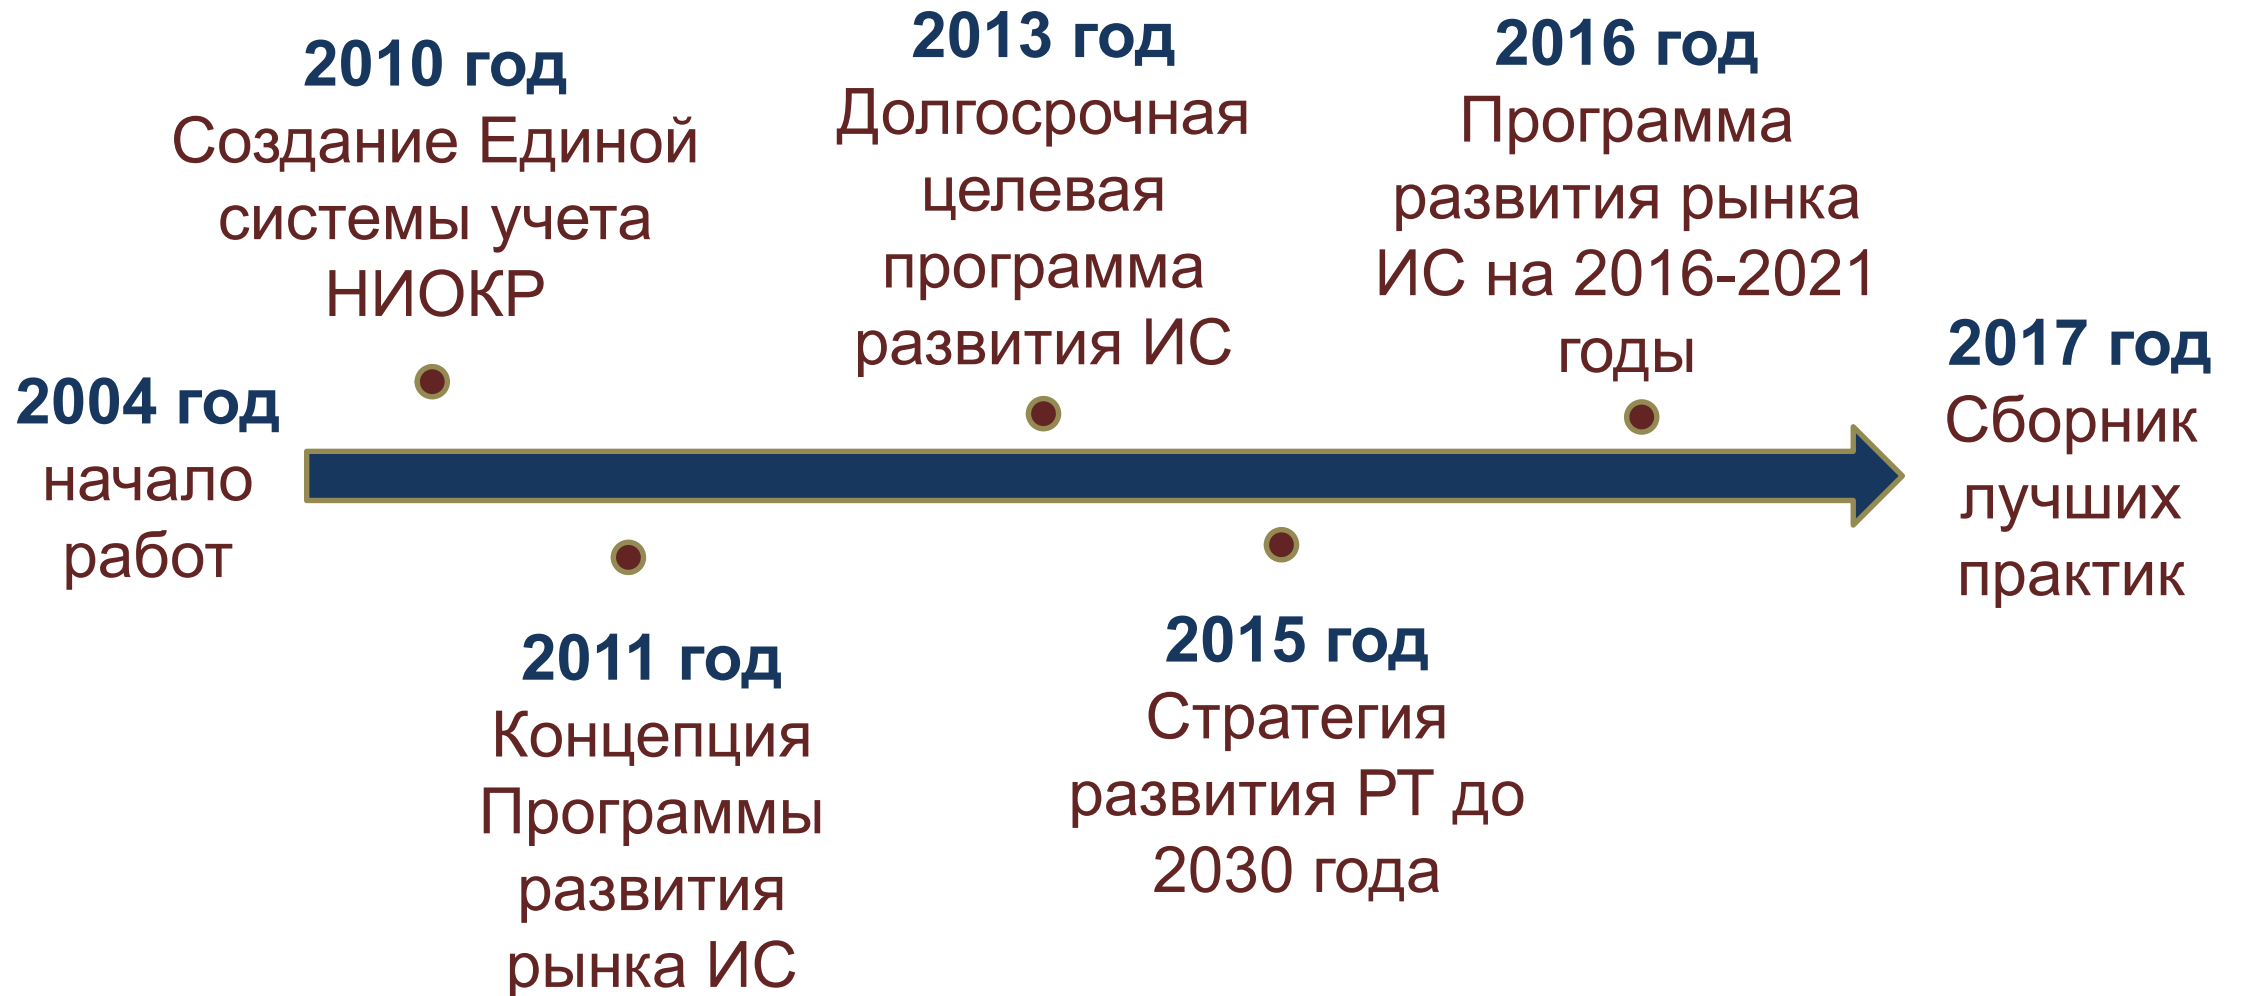 2004 год
начало
работ
2010 год
Создание Единой
системы учета
НИОКР
2011 год
Концепция
Программы
развития
рынка ИС
2013 год
Долгосрочная
целевая
программа
развития ИС
2015 год
Стратегия
развития РТ до
2030 года
2016 год
Программа
развития рынка
ИС на 2016-2021
годы
2017 год
Сборник
лучших
практик